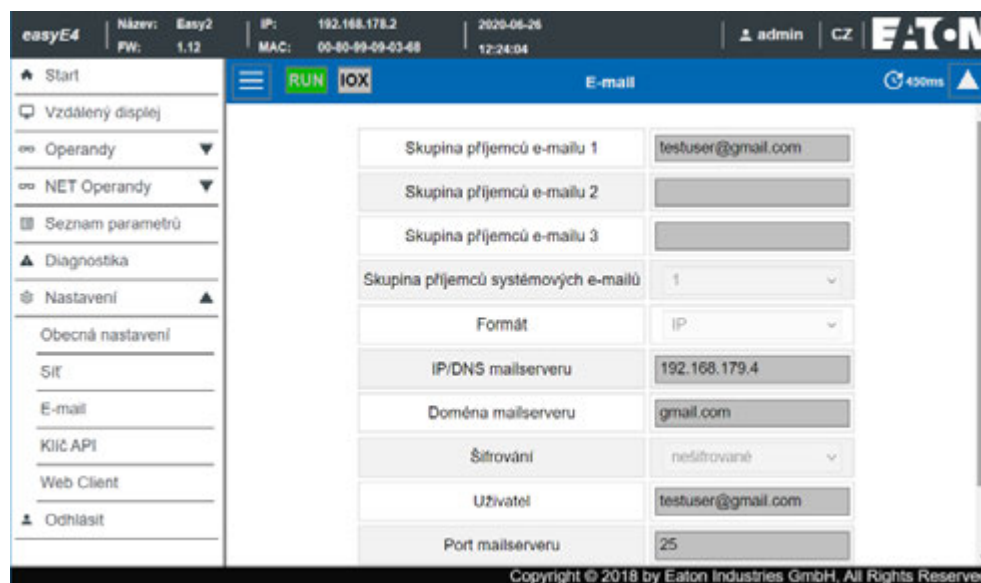 easyE4
Název: Easy2
FW: 1.12
IP: 192.168.178.2
MAC: 00-80-99-09-03-68
2020-06-26
12:24:04
admin
CZ
EATON
Start
Vzdálený displej
Operandy
NET Operandy
Seznam parametrů
Diagnostika
Nastavení
Obecná nastavení
Síť
E-mail
Klíč API
Web Client
Odhlásit
RUN
IOX
E-mail
450ms
Skupina příjemců e-mailu 1 testuser@gmail.com
Skupina příjemců e-mailu 2
Skupina příjemců e-mailu 3
Skupina příjemců systémových e-mailů 1
Formát IP
IP/DNS mailserveru 192.168.179.4
Doména mailserveru gmail.com
Šifrování nešifrované
Uživatel testuser@gmail.com
Port mailserveru 25
Copyright © 2018 by Eaton Industries GmbH, All Rights Reserve